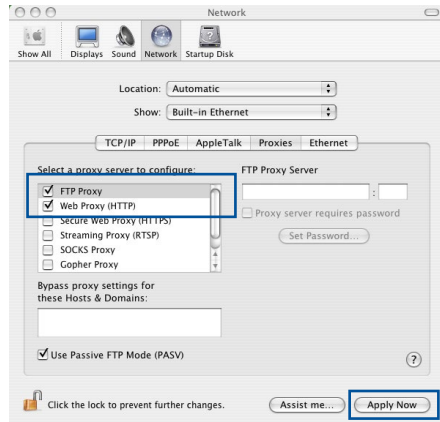 Network
Show All Displays Sound Network Startup Disk
Location: Automatic
Show: Built-in Ethernet
TCP/IP PPPoE AppleTalk Proxies Ethernet
Select a proxy server to configure:
FTP Proxy
Web Proxy (HTTP)
Secure Web Proxy (HTTPS)
Streaming Proxy (RTSP)
SOCKS Proxy
Gopher Proxy
FTP Proxy Server
:
Proxy server requires password
Set Password...
Bypass proxy settings for
these Hosts & Domains:
Use Passive FTP Mode (PASV)
?
Click the lock to prevent further changes.
Assist me... Apply Now